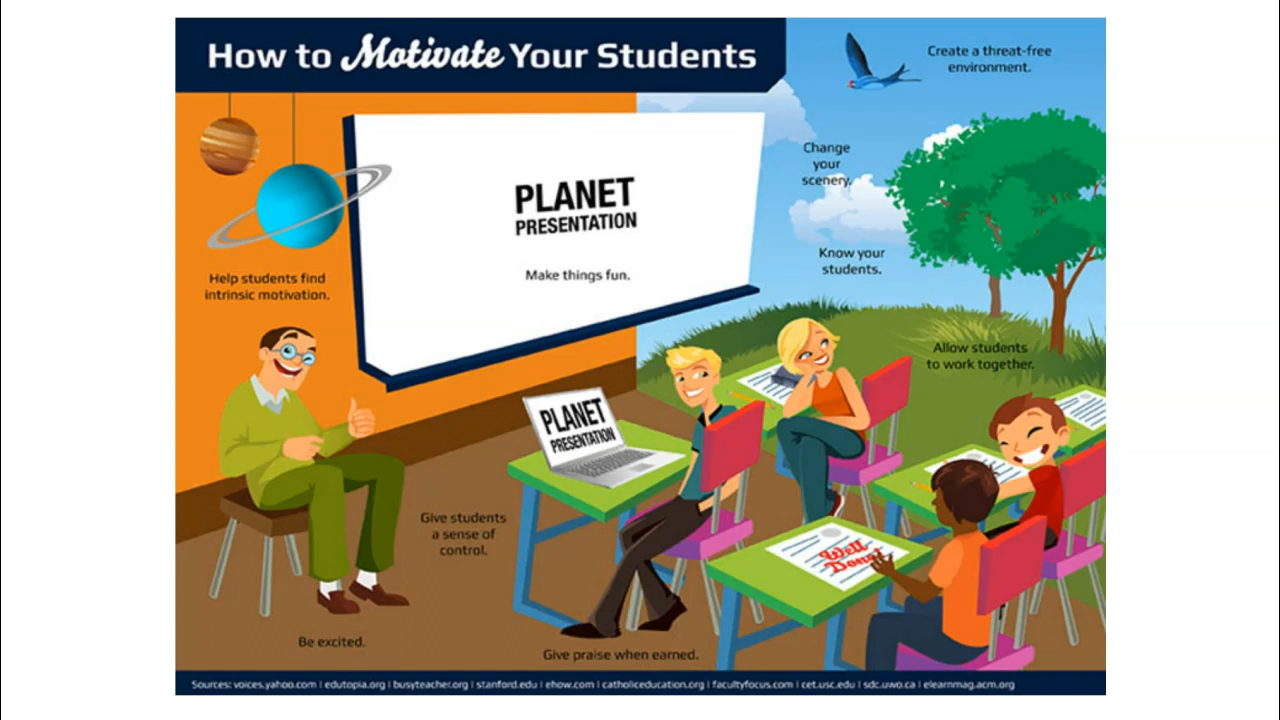 How to Motivate Your Students
Create a threat-free
environment.
Change
your
scenery.
PLANET
PRESENTATION
Make things fun.
Know your
students.
Help students find
intrinsic motivation.
Allow students
to work together.
PLANET
PRESENTATION
Give students
a sense of
control.
Well
Done!
Be excited.
Give praise when earned.
Sources: voices.yahoo.com | edutopia.org | busyteacher.org | stanford.edu | ehow.com | catholiceducation.org | facultyfocus.com | cet.usc.edu | sdc.uwo.ca | elearnmag.acm.org